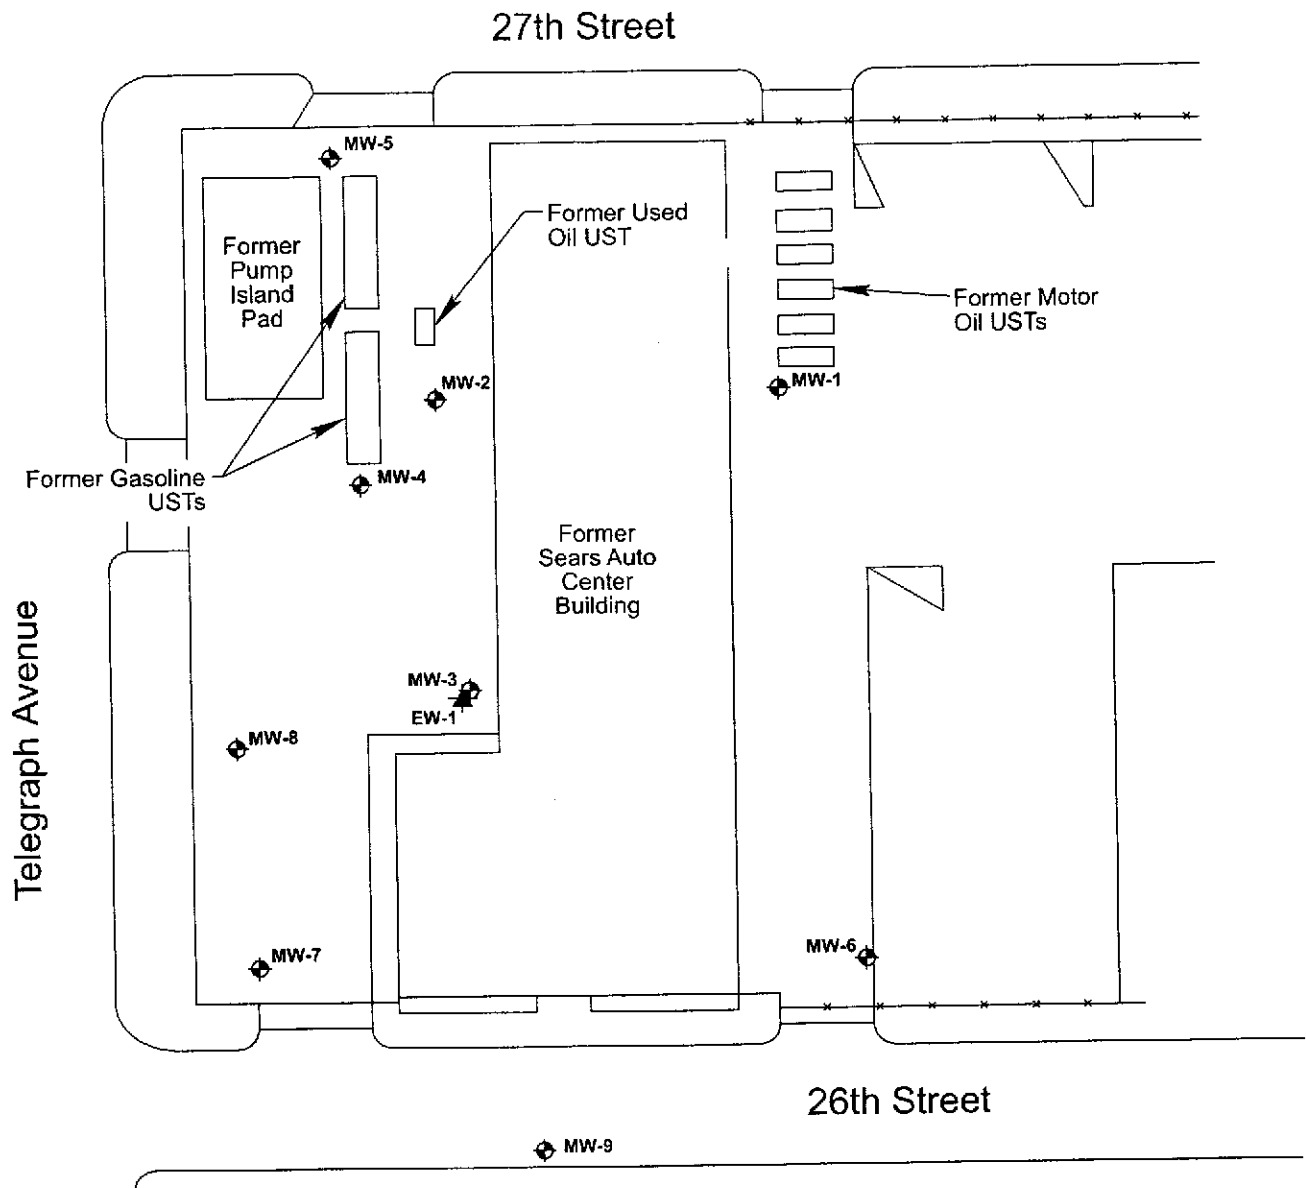 27th Street
MW-5
Former Used
Oil UST
Former
Pump
Island
Pad
Former Motor
Oil USTs
MW-2
MW-1
Former Gasoline
USTs
MW-4
Former
Sears Auto
Center
Building
Telegraph Avenue
MW-3
EW-1
MW-8
MW-7
MW-6
26th Street
MW-9